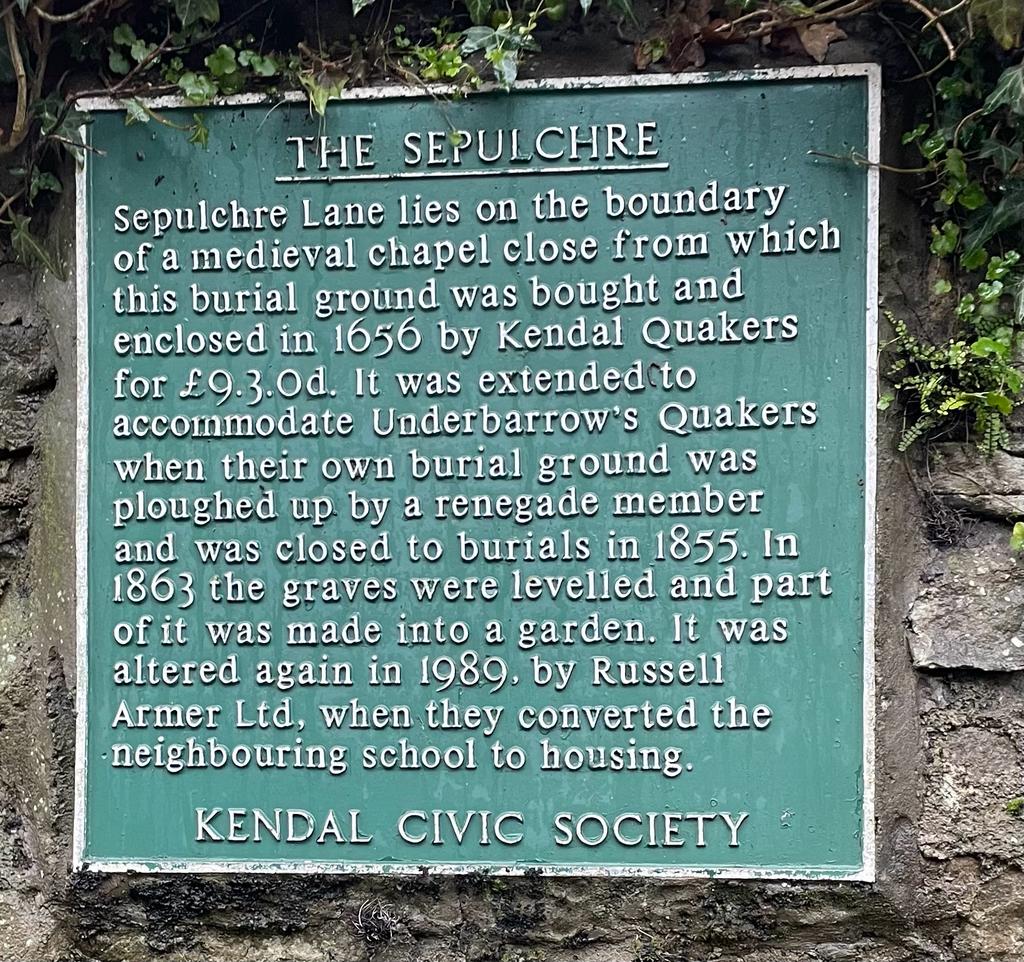 THE SEPULCHRE
Sepulchre Lane lies on the boundary
of a medieval chapel close from which
this burial ground was bought and
enclosed in 1656 by Kendal Quakers
for £9.3.0d. It was extended to
accommodate Underbarrow's Quakers
when their own burial ground was
ploughed up by a renegade member
and was closed to burials in 1855. In
1863 the graves were levelled and part
of it was made into a garden. It was
altered again in 1989, by Russell
Armer Ltd, when they converted the
neighbouring school to housing.
KENDAL CIVIC SOCIETY